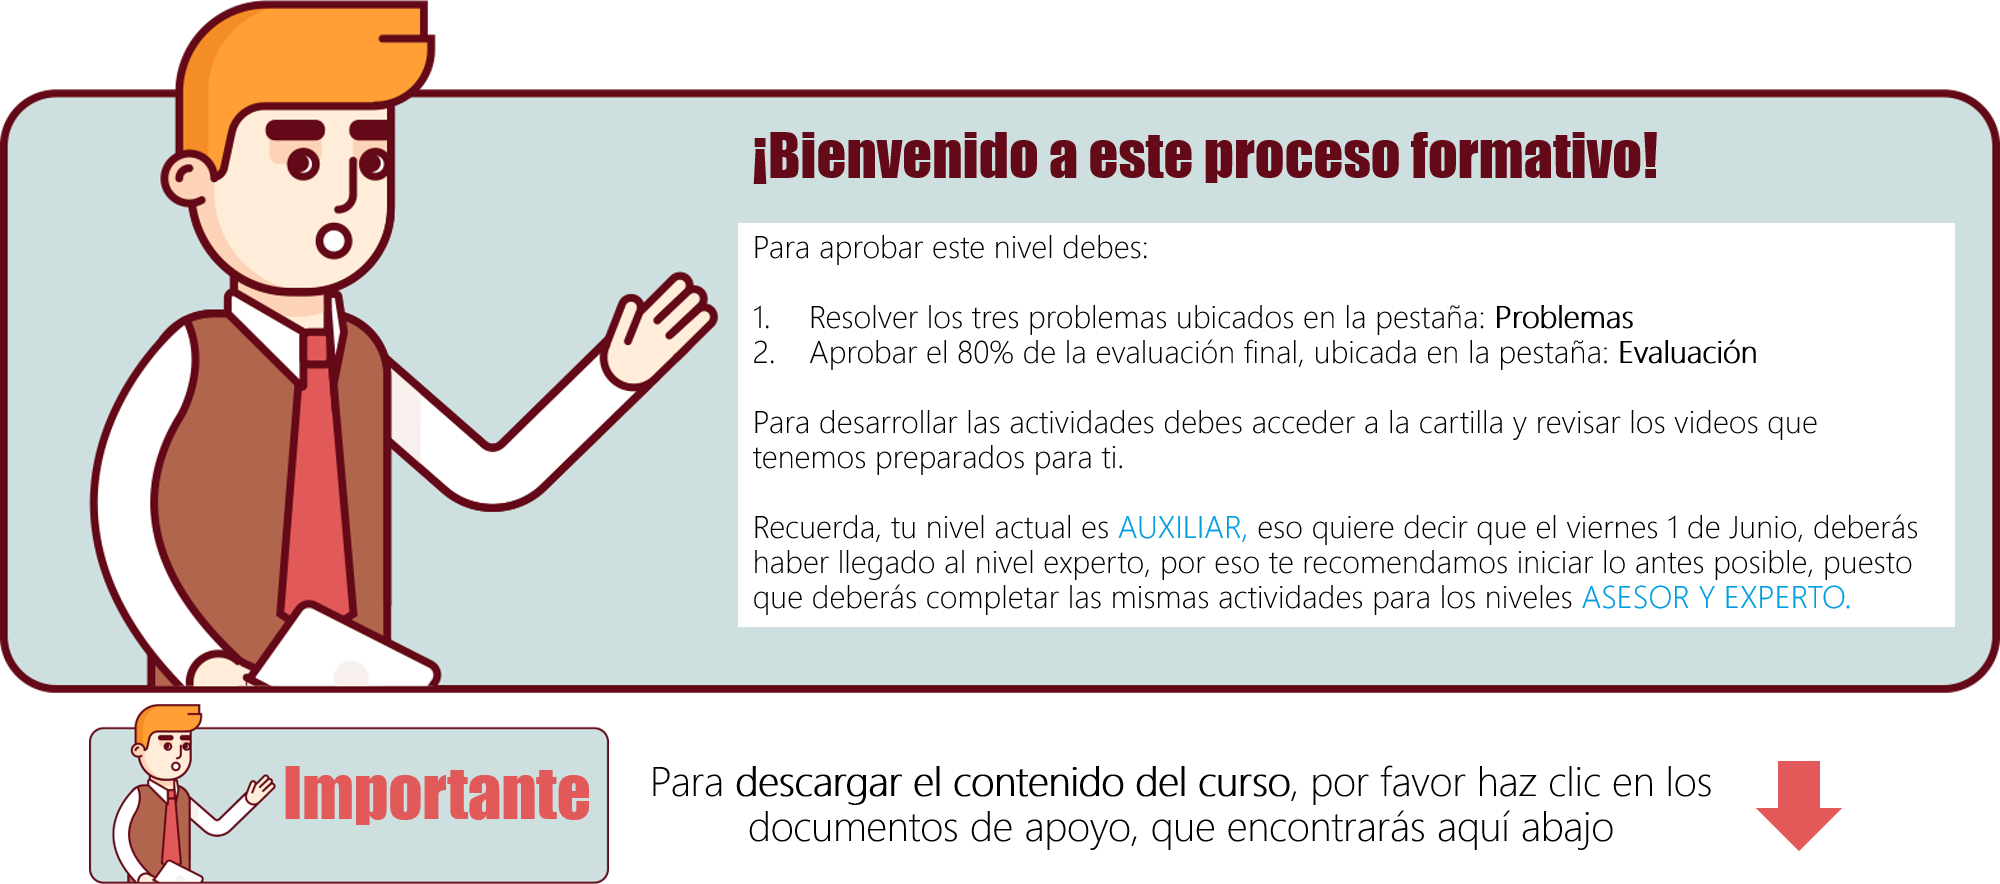 ¡Bienvenido a este proceso formativo!
Para aprobar este nivel debes:
1. Resolver los tres problemas ubicados en la pestaña: Problemas
2. Aprobar el 80% de la evaluación final, ubicada en la pestaña: Evaluación
Para desarrollar las actividades debes acceder a la cartilla y revisar los videos que
tenemos preparados para ti.
Recuerda, tu nivel actual es AUXILIAR, eso quiere decir que el viernes 1 de Junio, deberás
haber llegado al nivel experto, por eso te recomendamos iniciar lo antes posible, puesto
que deberás completar las mismas actividades para los niveles ASESOR Y EXPERTO.
Importante
Para descargar el contenido del curso, por favor haz clic en los
documentos de apoyo, que encontrarás aquí abajo